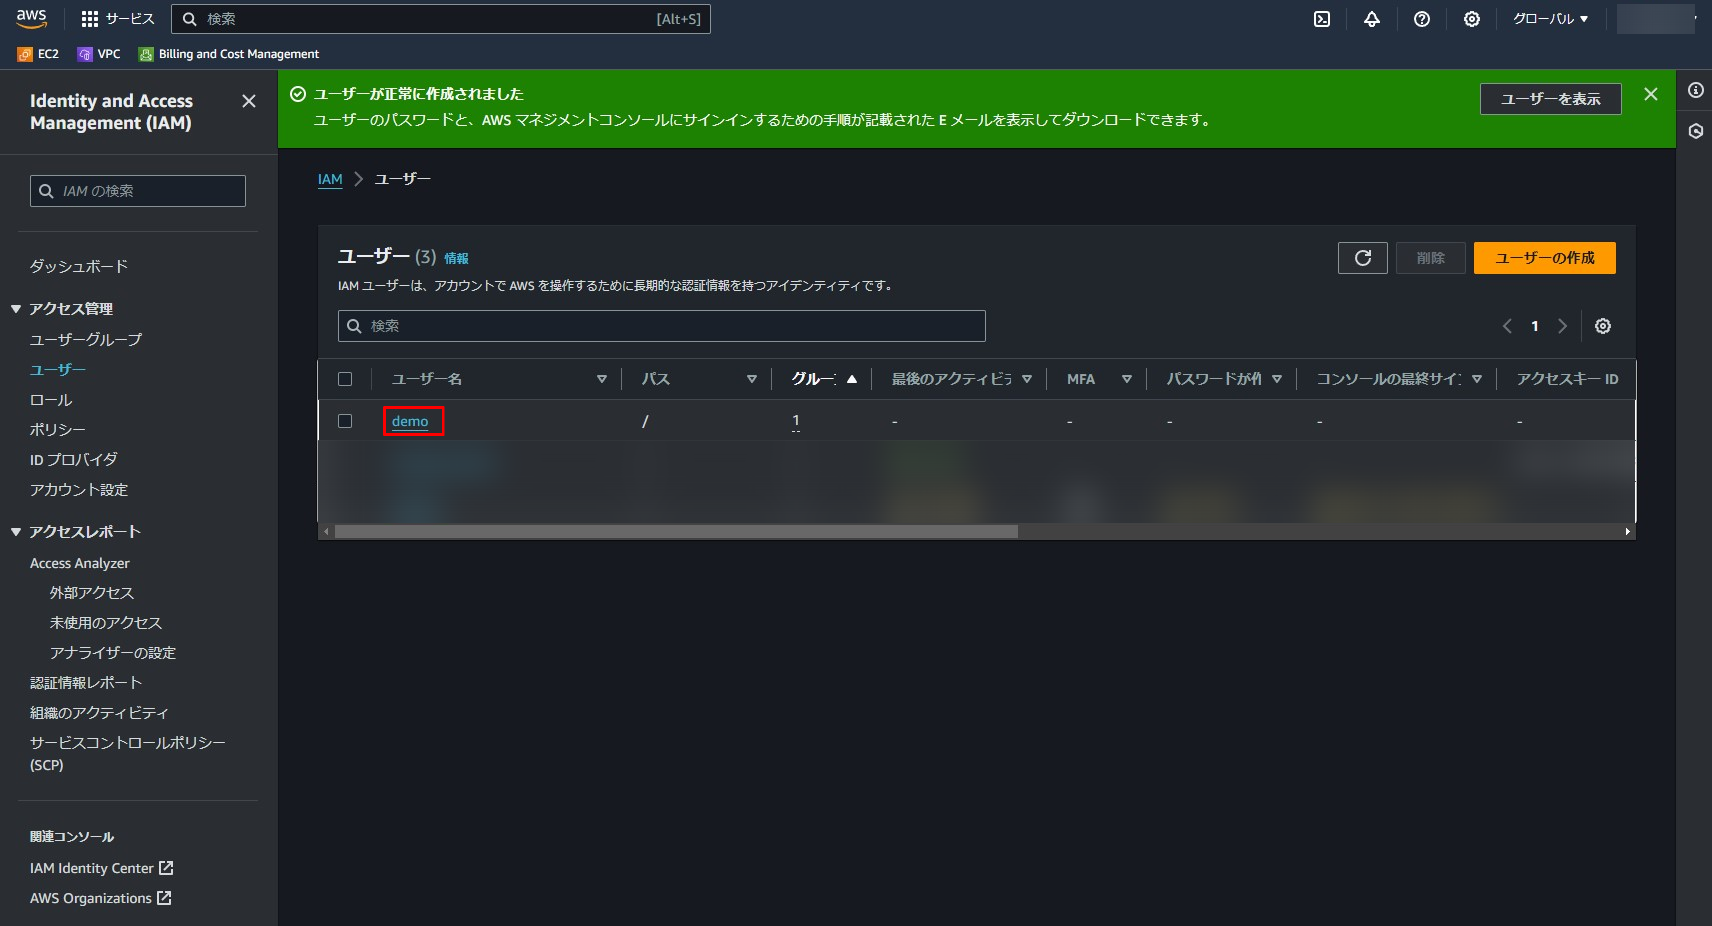 aws
サービス
検索
[Alt+S]
グローバル
EC2
VPC
Billing and Cost Management
Identity and Access
Management (IAM)
IAM の検索
ダッシュボード
アクセス管理
ユーザーグループ
ユーザー
ロール
ポリシー
ID プロバイダ
アカウント設定
アクセスレポート
Access Analyzer
外部アクセス
未使用のアクセス
アナライザーの設定
認証情報レポート
組織のアクティビティ
サービスコントロールポリシー
(SCP)
関連コンソール
IAM Identity Center
AWS Organizations
ユーザーが正常に作成されました
ユーザーのパスワードと、AWS マネジメントコンソールにサインインするための手順が記載された E メールを表示してダウンロードできます。
ユーザーを表示
IAM
ユーザー
ユーザー (3) 情報
削除
ユーザーの作成
IAM ユーザーは、アカウントで AWS を操作するために長期的な認証情報を持つアイデンティティです。
検索
1
ユーザー名 パス グルー 最後のアクティビ MFA パスワードが作 コンソールの最終サイ アクセスキー ID
demo / 1 - - - - -